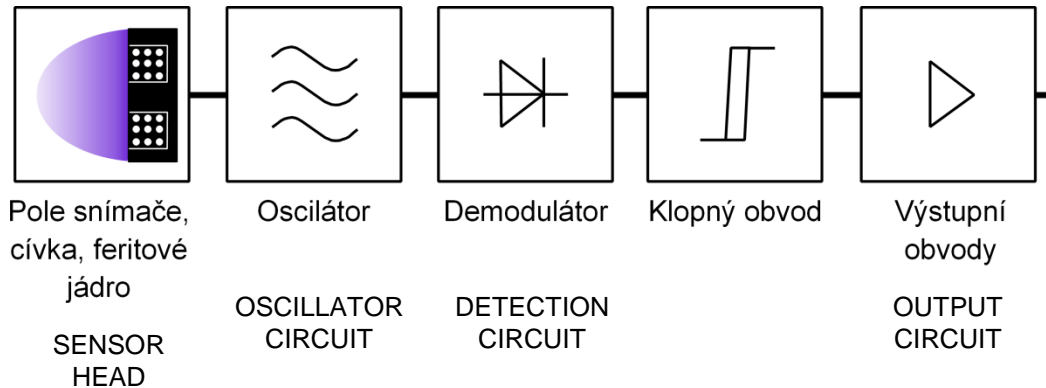 Pole snímače,
cívka, feritové
jádro
SENSOR
HEAD
Oscilátor
OSCILLATOR
CIRCUIT
Demodulátor
DETECTION
CIRCUIT
Klopný obvod
Výstupní
obvody
OUTPUT
CIRCUIT